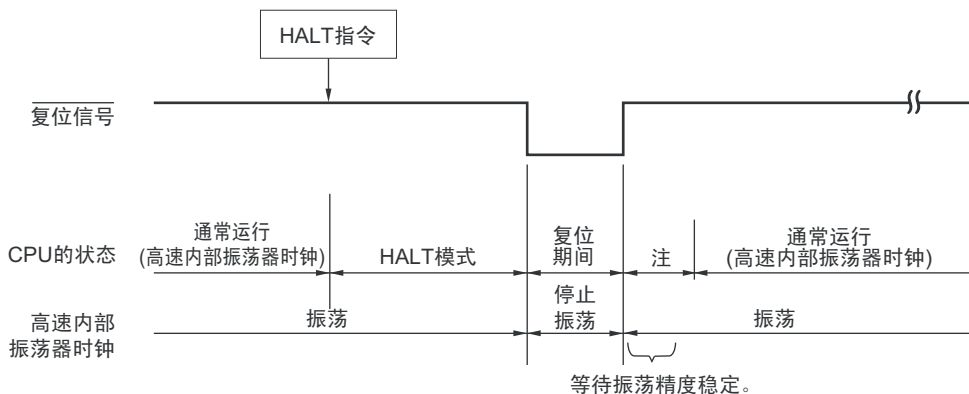 HALT指令
复位信号
CPU的状态
通常运行
(高速内部振荡器时钟)
HALT模式
复位
期间
注
通常运行
(高速内部振荡器时钟)
高速内部
振荡器时钟
振荡
停止
振荡
振荡
等待振荡精度稳定。